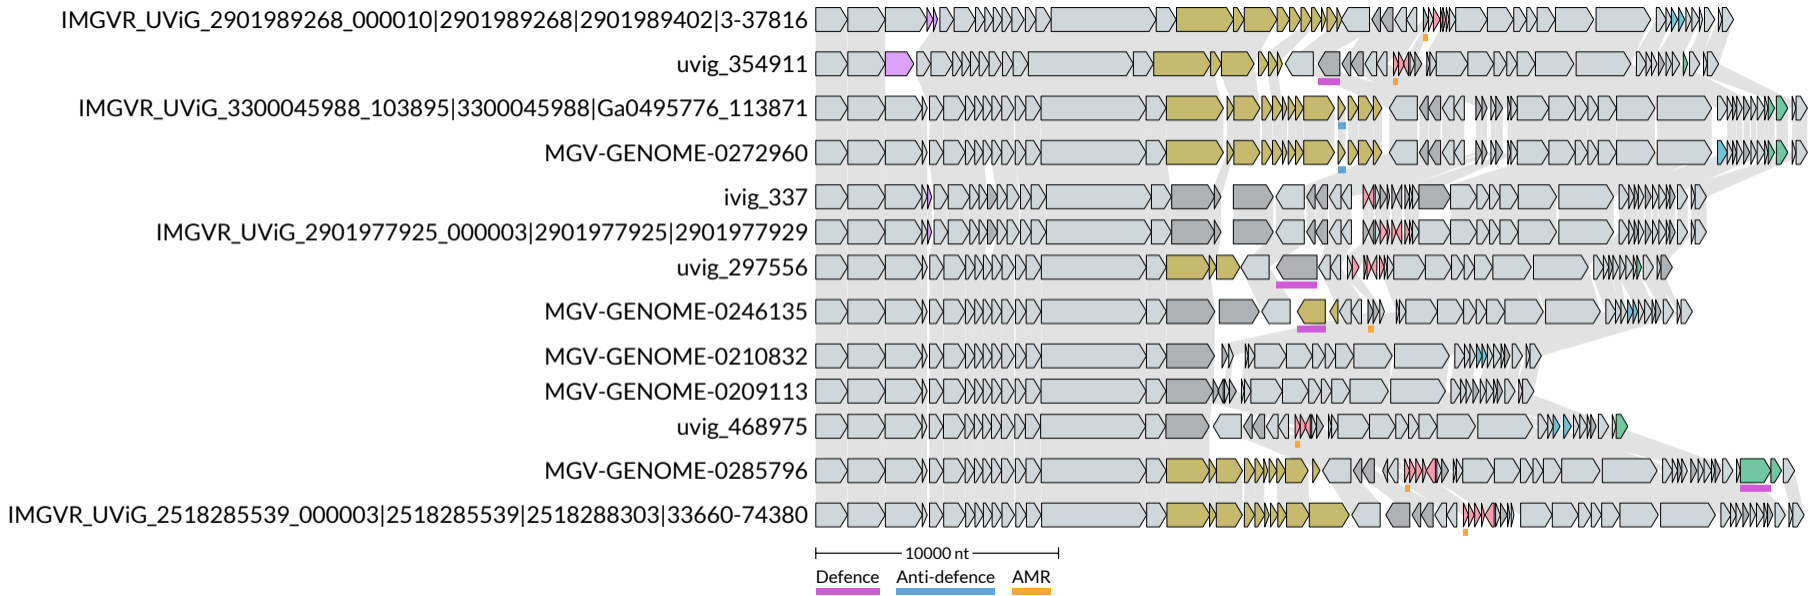 IMGVR_UViG_2901989268_000010|2901989268|2901989402|3-37816
uvig_354911
IMGVR_UViG_3300045988_103895|3300045988|Ga0495776_113871
MGV-GENOME-0272960
ivig_337
IMGVR_UViG_2901977925_000003|2901977925|2901977929
uvig_297556
MGV-GENOME-0246135
MGV-GENOME-0210832
MGV-GENOME-0209113
uvig_468975
MGV-GENOME-0285796
IMGVR_UViG_2518285539_000003|2518285539|2518288303|33660-74380
10000 nt
Defence Anti-defence AMR